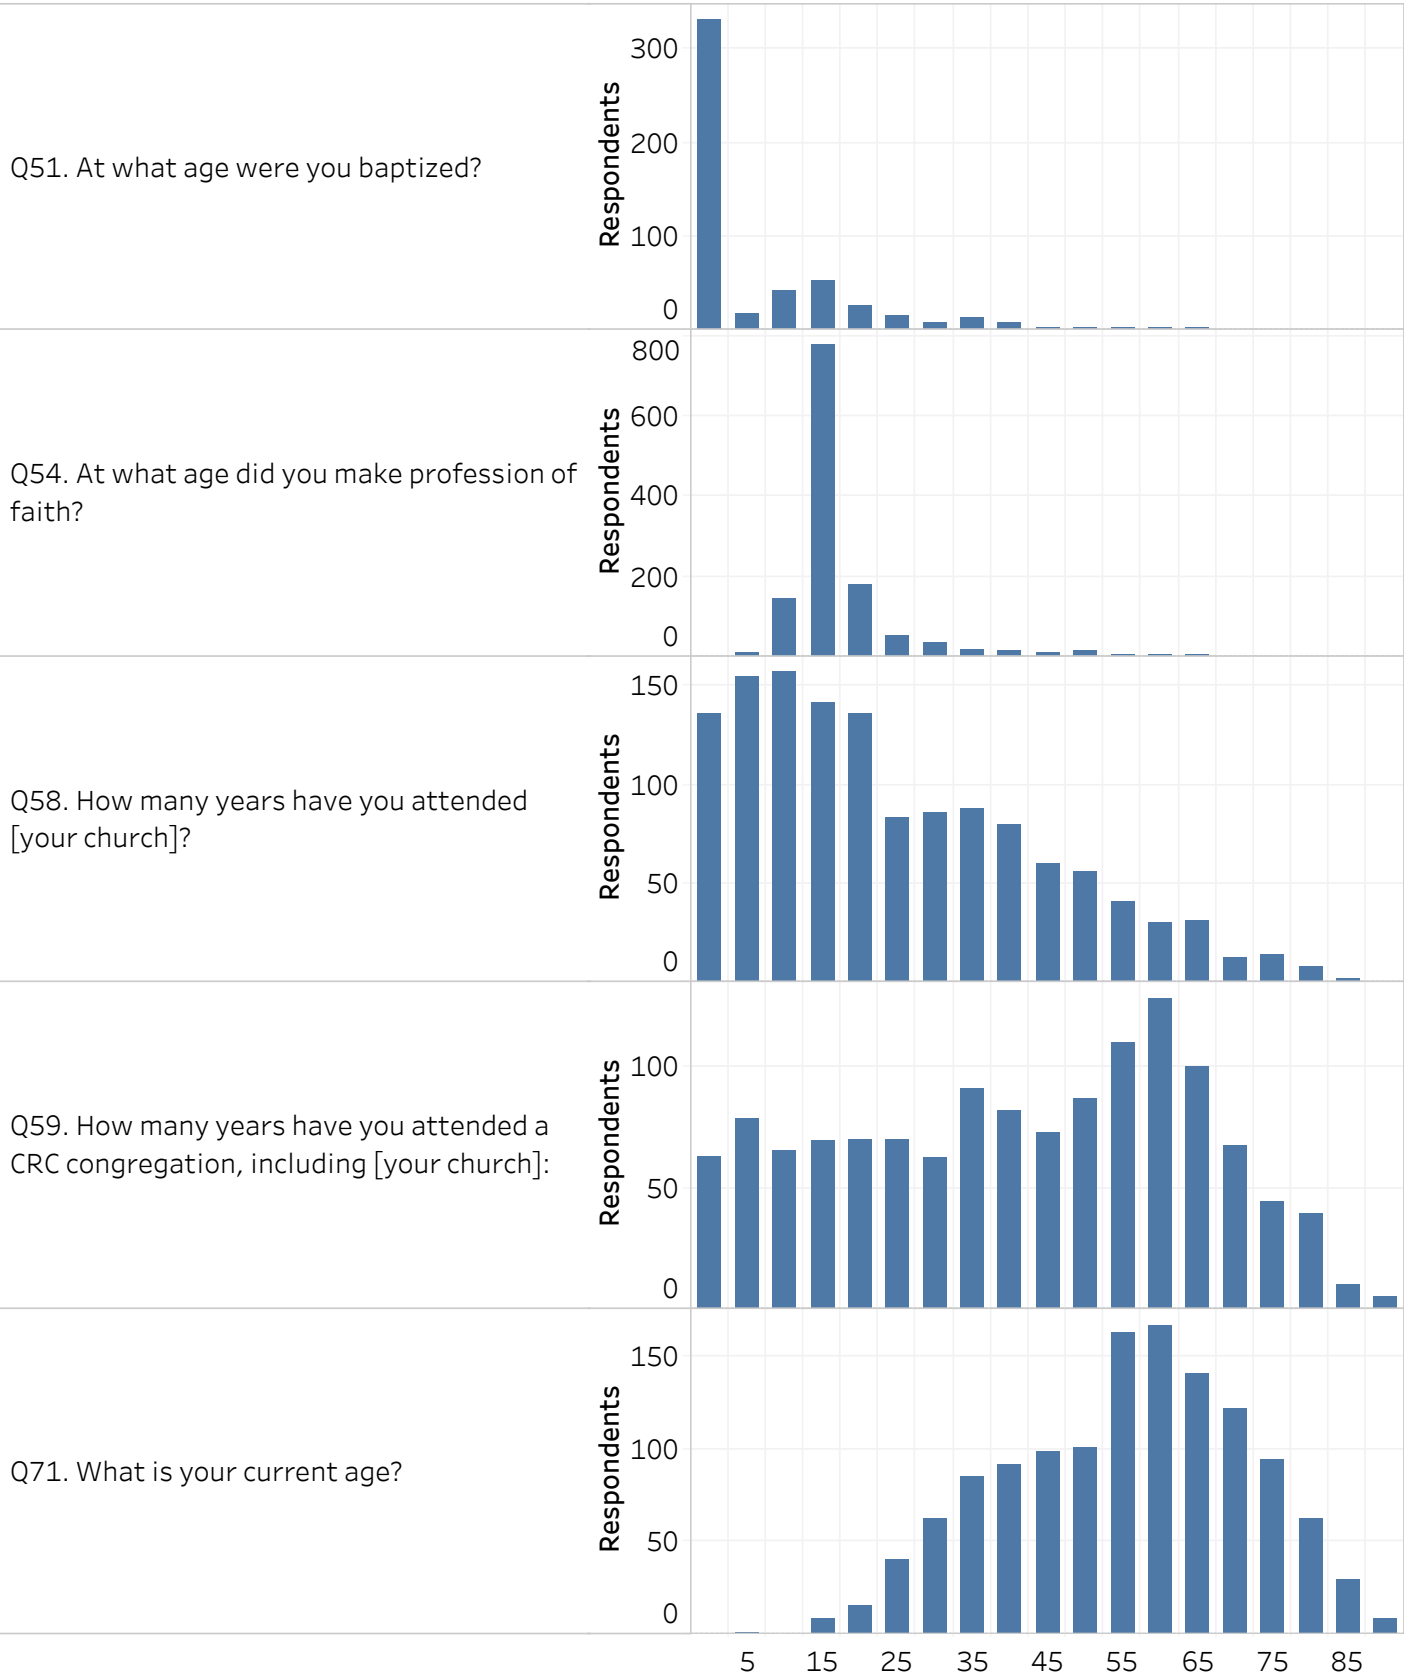 Q51. At what age were you baptized?
Respondents
300
200
100
0
Q54. At what age did you make profession of
faith?
Respondents
800
600
400
200
0
Q58. How many years have you attended
[your church]?
Respondents
150
100
50
0
Q59. How many years have you attended a
CRC congregation, including [your church]:
Respondents
100
50
0
Q71. What is your current age?
Respondents
150
100
50
0
5 15 25 35 45 55 65 75 85